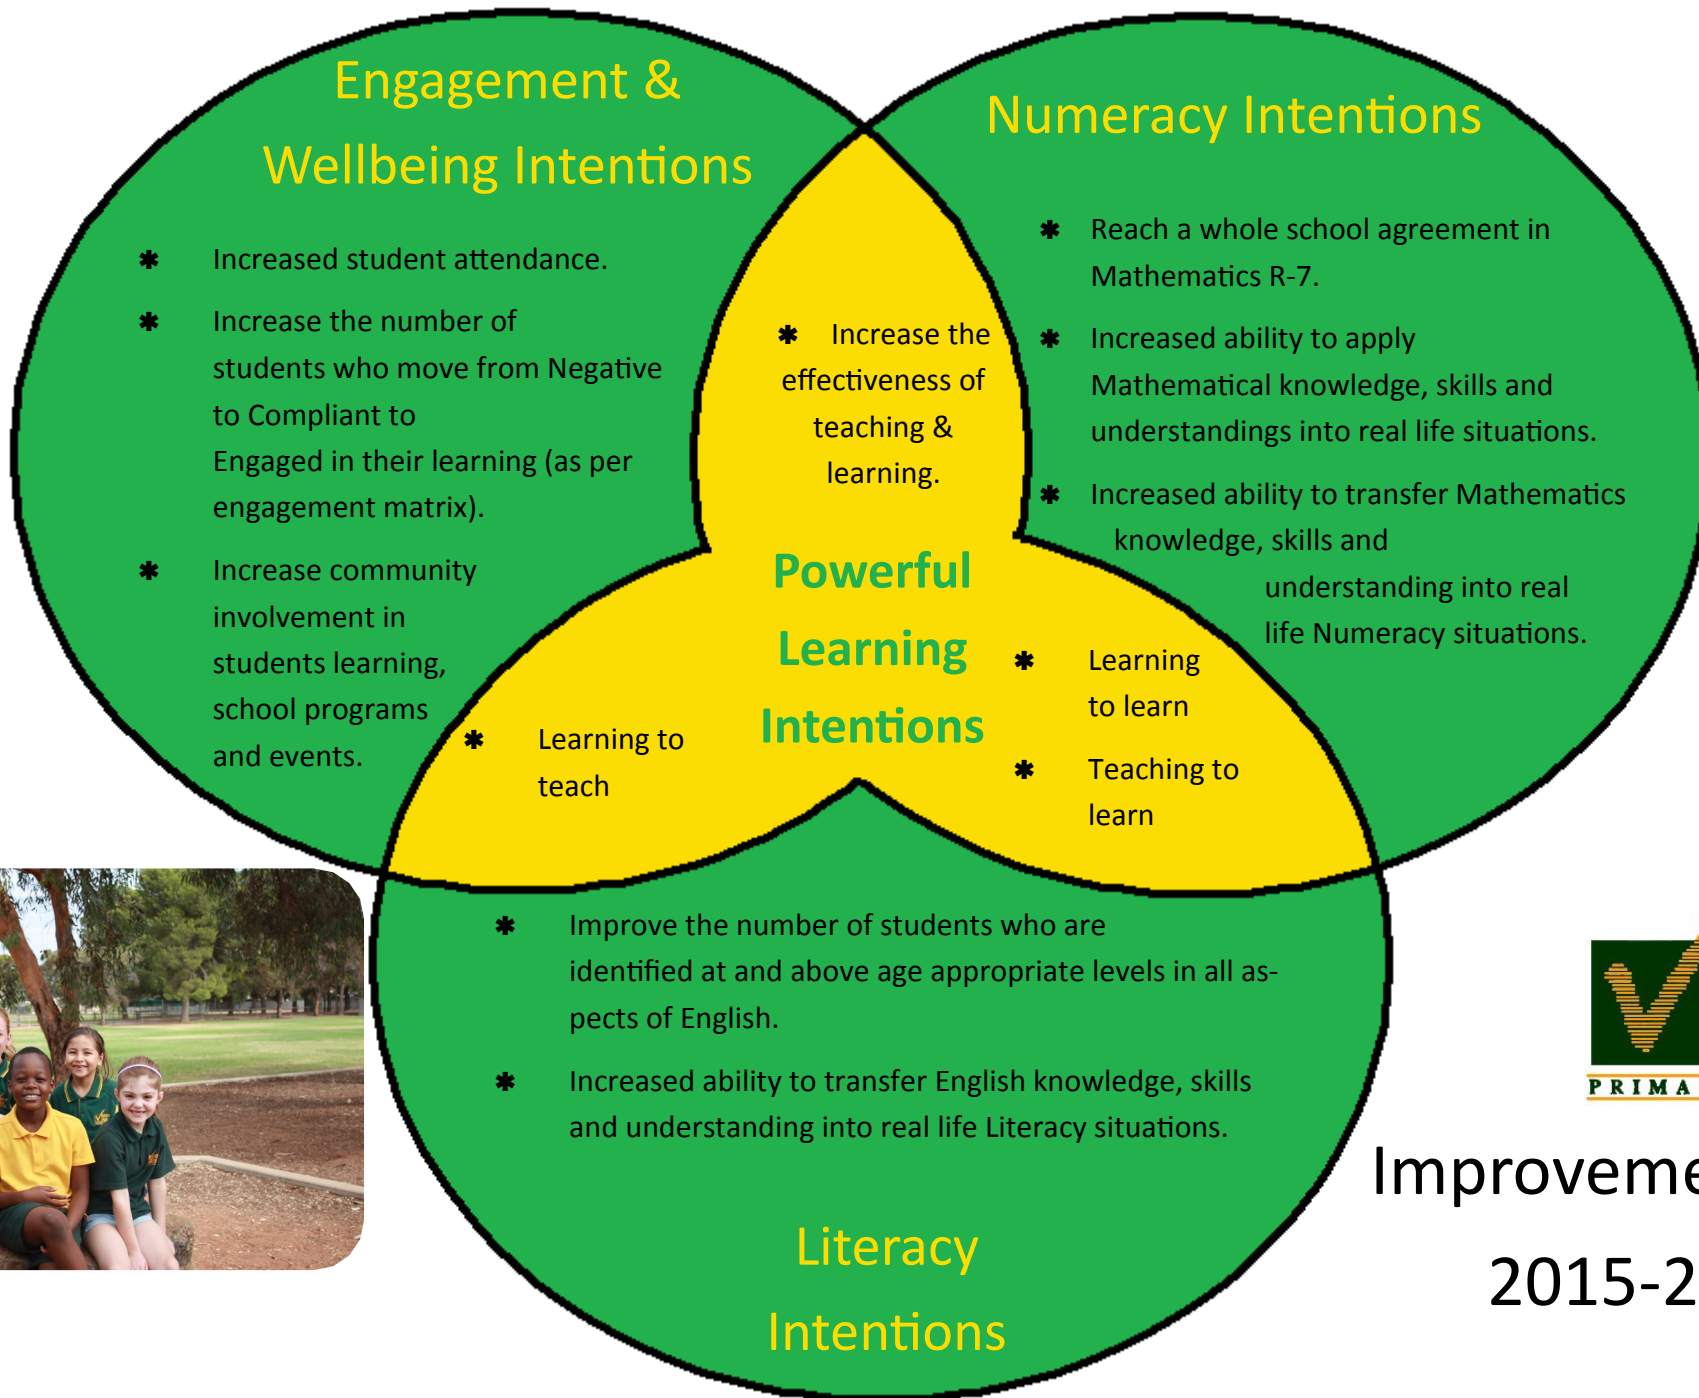 Engagement &
Wellbeing Intentions
✱ Increased student attendance.
✱ Increase the number of
students who move from Negative
to Compliant to
Engaged in their learning (as per
engagement matrix).
✱ Increase community
involvement in
students learning,
school programs
and events.
Numeracy Intentions
✱ Reach a whole school agreement in
Mathematics R-7.
✱ Increased ability to apply
Mathematical knowledge, skills and
understandings into real life situations.
✱ Increased ability to transfer Mathematics
knowledge, skills and
understanding into real
life Numeracy situations.
✱ Increase the
effectiveness of
teaching &
learning.
Powerful
Learning
Intentions
✱ Learning to
teach
✱ Learning
to learn
✱ Teaching to
learn
✱ Improve the number of students who are
identified at and above age appropriate levels in all as-
pects of English.
✱ Increased ability to transfer English knowledge, skills
and understanding into real life Literacy situations.
Literacy
Intentions
PRIMA
Improveme
2015-2